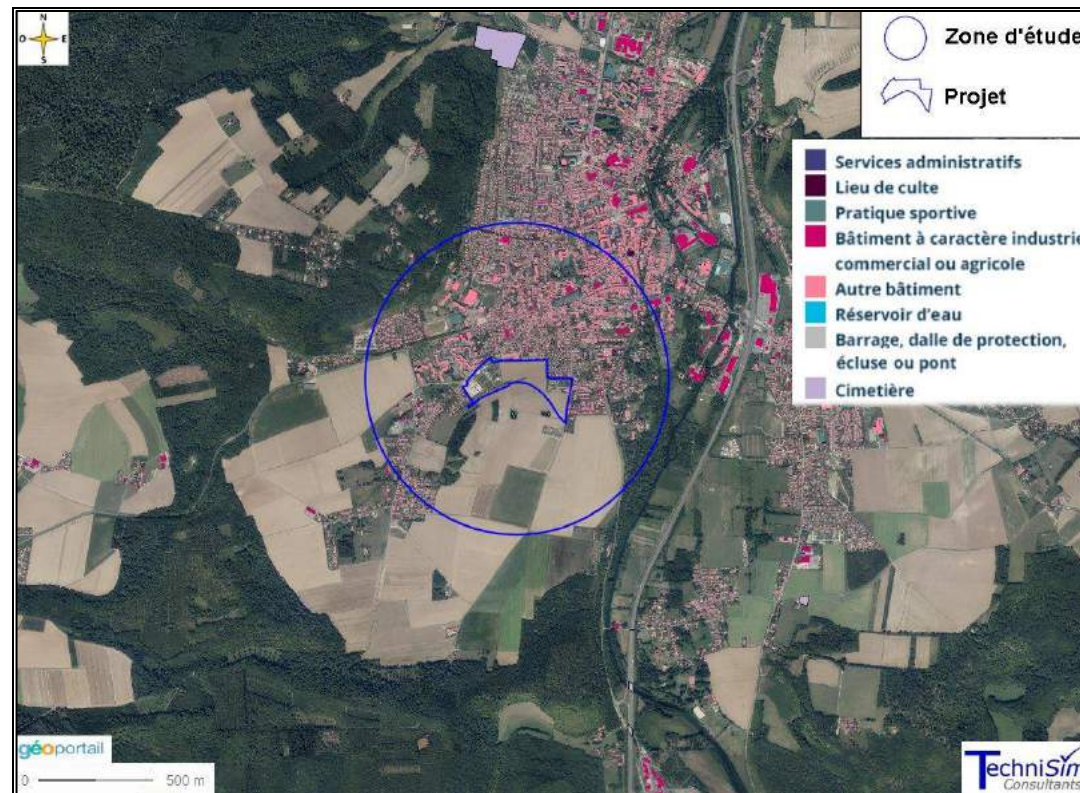 N
O E
S
Zone d'étude
Projet
Services administratifs
Lieu de culte
Pratique sportive
Bâtiment à caractère industrie
commercial ou agricole
Autre bâtiment
Réservoir d'eau
Barrage, dalle de protection,
écluse ou pont
Cimetière
géoportail
0 500 m
TechniSim
Consultants